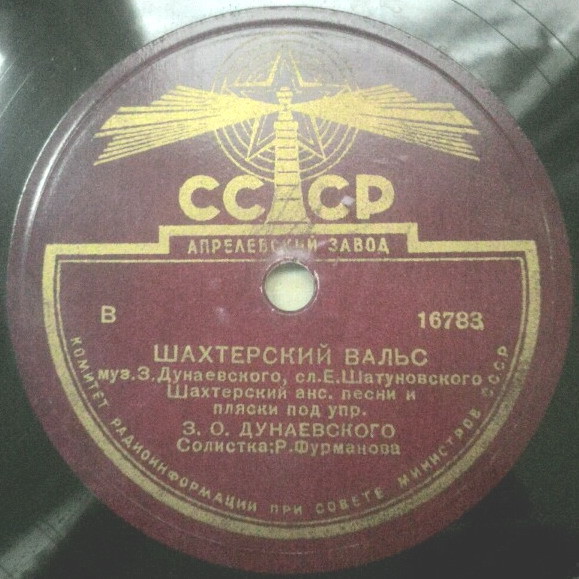 СССР
АПРЕЛЕВСКИЙ ЗАВОД
В 16783
ШАХТЕРСКИЙ ВАЛЬС
муз.З.Дунаевского, сл.Е.Шатуновского
Шахтерский анс. песни и
пляски под упр.
З. О. ДУНАЕВСКОГО
Солистка:Р.Фурманова
КОМИТЕТ РАДИОИНФОРМАЦИИ ПРИ СОВЕТЕ МИНИСТРОВ СССР